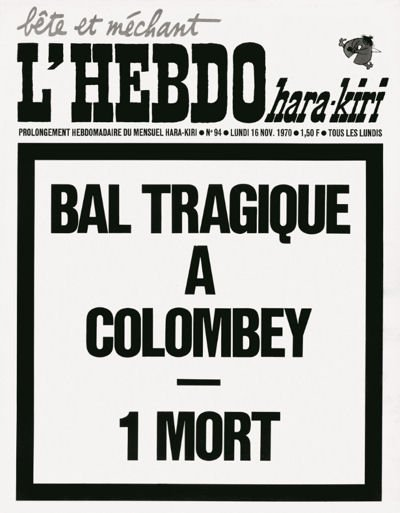 bête et méchant
L'HEBDO hara-kiri
PROLONGEMENT HEBDOMADAIRE DU MENSUEL HARA-KIRI ● N° 94 ● LUNDI 16 NOV. 1970 ● 1,50 F ● TOUS LES LUNDIS
BAL TRAGIQUE
A
COLOMBEY
—
1 MORT